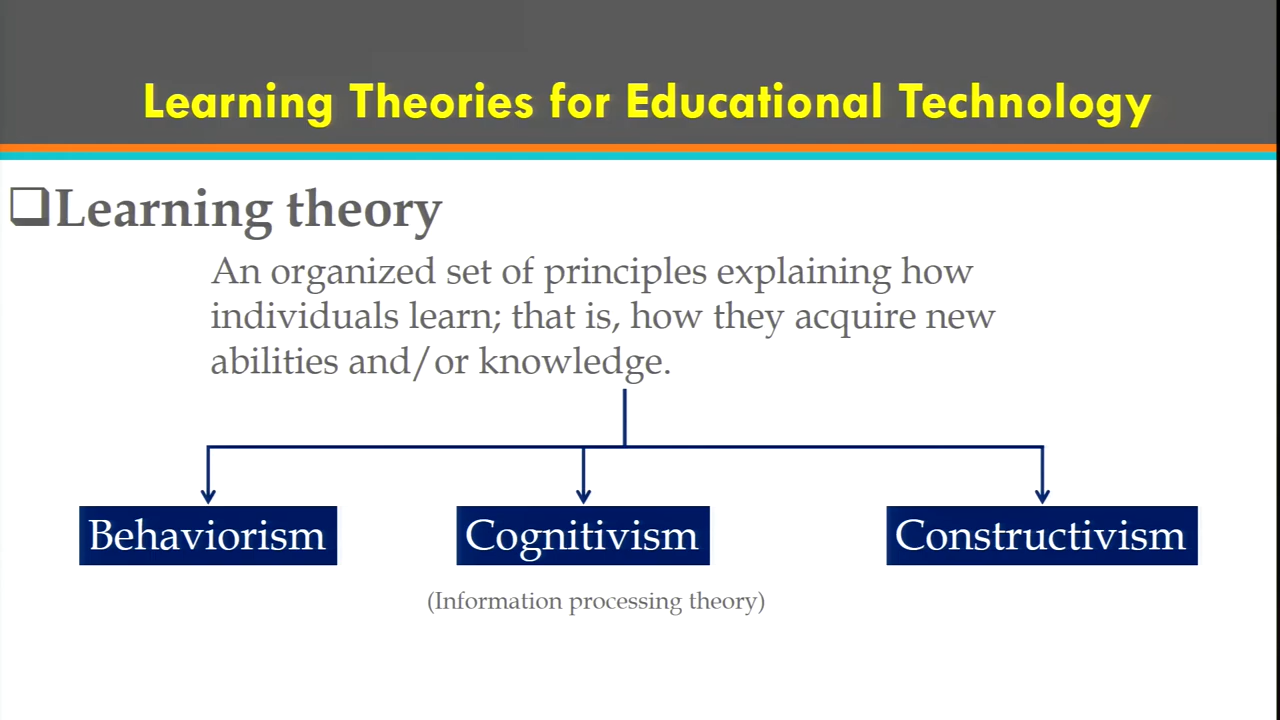 Learning Theories for Educational Technology
Learning theory
An organized set of principles explaining how
individuals learn; that is, how they acquire new
abilities and/or knowledge.
Behaviorism
Cognitivism
Constructivism
(Information processing theory)